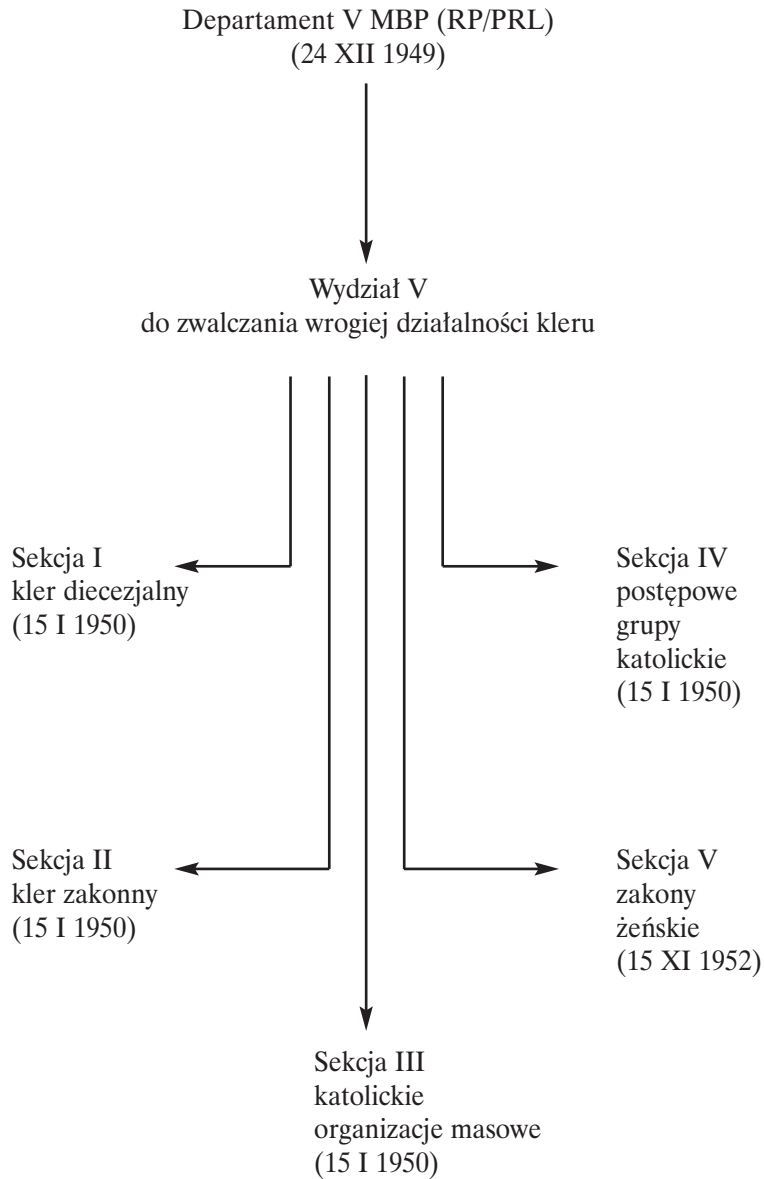 Departament V MBP (RP/PRL)
(24 XII 1949)
Wydział V
do zwalczania wrogiej działalności kleru
Sekcja I
kler diecezjalny
(15 I 1950)
Sekcja IV
postępowe
grupy
katolickie
(15 I 1950)
Sekcja II
kler zakonny
(15 I 1950)
Sekcja V
zakony
żeńskie
(15 XI 1952)
Sekcja III
katolickie
organizacje masowe
(15 I 1950)